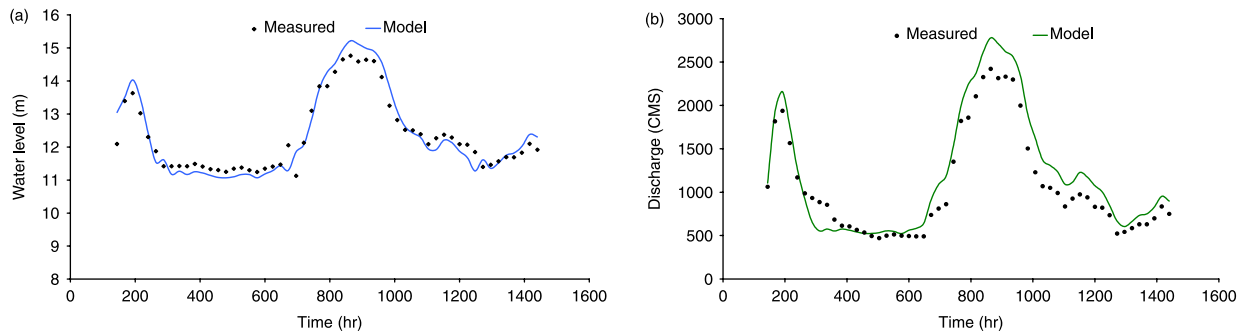 (a)
16
15
14
13
12
11
10
9
8
Water level (m)
Measured
Model
0 200 400 600 800 1000 1200 1400 1600
Time (hr)
(b)
3000
2500
2000
1500
1000
500
0
Discharge (CMS)
Measured
Model
0 200 400 600 800 1000 1200 1400 1600
Time (hr)